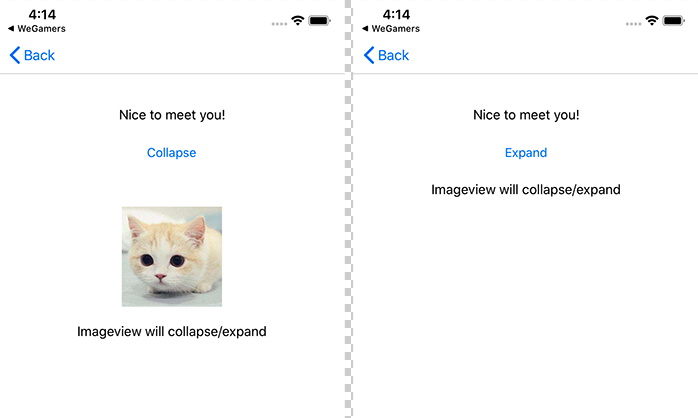 4:14
◀ WeGamers
Back
Nice to meet you!
Collapse
Imageview will collapse/expand
4:14
◀ WeGamers
Back
Nice to meet you!
Expand
Imageview will collapse/expand